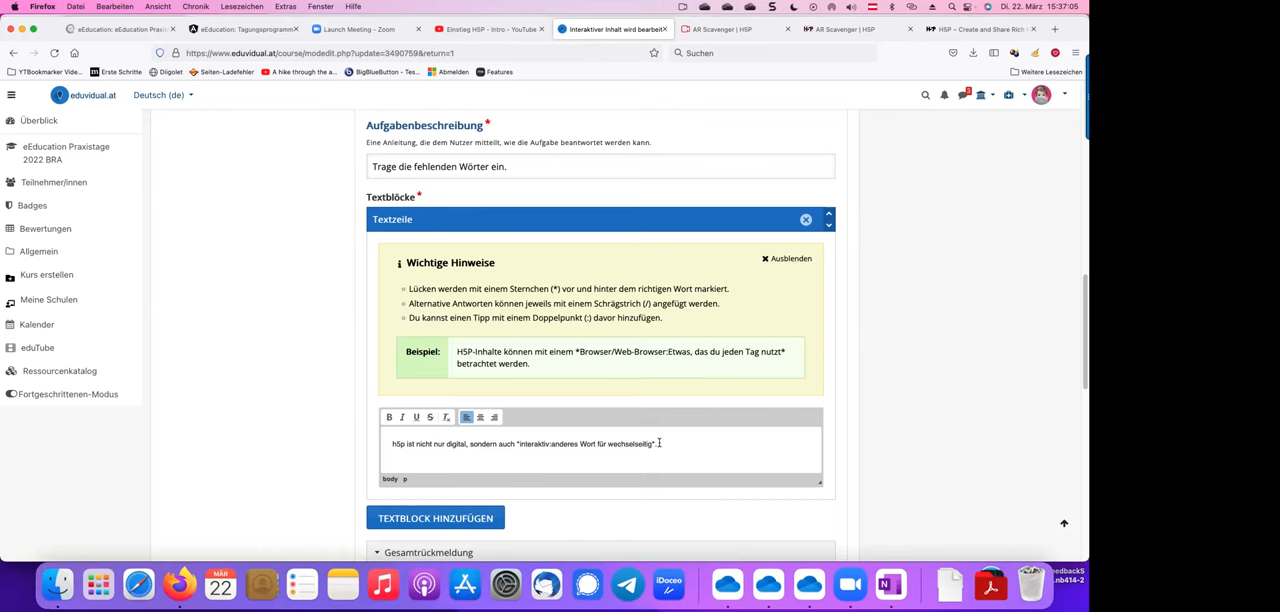 Firefox Datei Bearbeiten Ansicht Chronik Lesezeichen Extras Fenster Hilfe Di. 22. März 15:37:05
eEducation: eEducation Praxis eEducation: Tagungsprogramm Launch Meeting - Zoom Einstieg H5P - Intro - YouTube Interaktiver Inhalt wird bearbeitet AR Scavenger | H5P AR Scavenger | H5P H5P – Create and Share Rich
https://www.eduvidual.at/course/modedit.php?update=3490759&return=1 Suchen
YTBookmarker Vide... Erste Schritte Diigolet Seiten-Ladefehler A hike through the a... BigBlueButton - Tes... Abmelden Features Weitere Lesezeichen
eduvidual.at Deutsch (de) 3
Überblick
eEducation Praxistage
2022 BRA
Teilnehmer/innen
Badges
Bewertungen
Allgemein
Kurs erstellen
Meine Schulen
Kalender
eduTube
Ressourcenkatalog
Fortgeschrittenen-Modus
Aufgabenbeschreibung *
Eine Anleitung, die dem Nutzer mitteilt, wie die Aufgabe beantwortet werden kann.
Trage die fehlenden Wörter ein.
Textblöcke *
Textzeile
Wichtige Hinweise Ausblenden
Lücken werden mit einem Sternchen (*) vor und hinter dem richtigen Wort markiert.
Alternative Antworten können jeweils mit einem Schrägstrich (/) angefügt werden.
Du kannst einen Tipp mit einem Doppelpunkt (:) davor hinzufügen.
Beispiel: H5P-Inhalte können mit einem *Browser/Web-Browser:Etwas, das du jeden Tag nutzt*
betrachtet werden.
B I U S Tx
h5p ist nicht nur digital, sondern auch *interaktiv:anderes Wort für wechselseitig*.
body p
TEXTBLOCK HINZUFÜGEN
Gesamtrückmeldung
MÄR
22
iDoceo
N